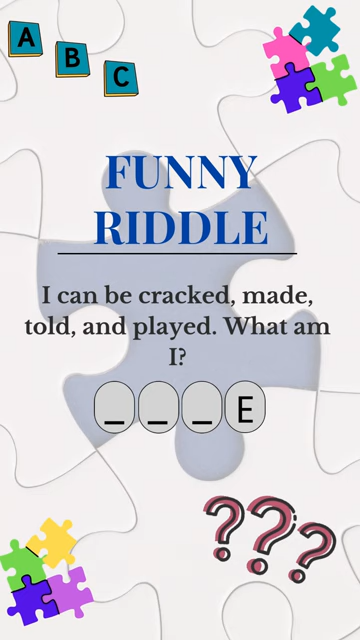 A
B
C
FUNNY
RIDDLE
I can be cracked, made,
told, and played. What am
I?
_ _ _ E
???